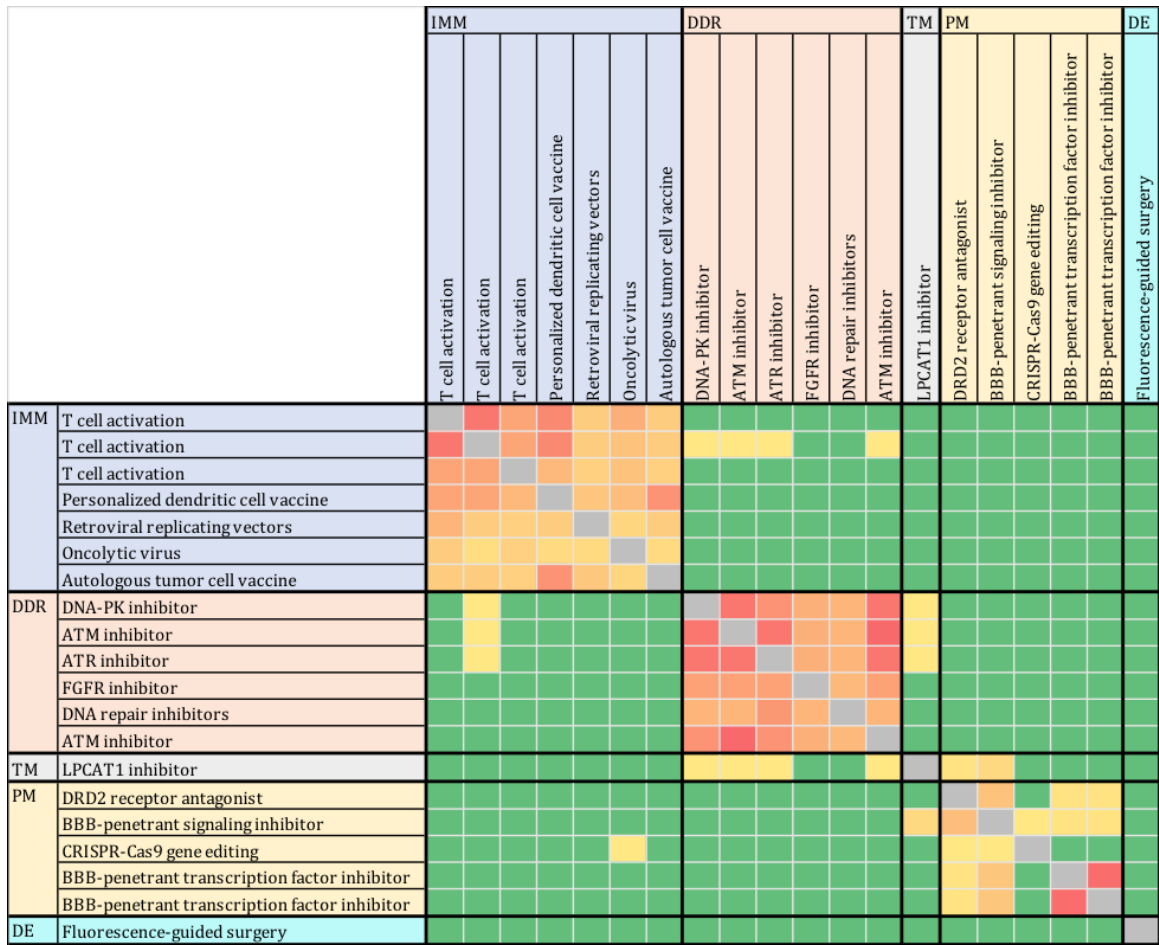 IMM DDR TM PM DE
T cell activation
T cell activation
T cell activation
Personalized dendritic cell vaccine
Retroviral replicating vectors
Oncolytic virus
Autologous tumor cell vaccine
DNA-PK inhibitor
ATM inhibitor
ATR inhibitor
FGFR inhibitor
DNA repair inhibitors
ATM inhibitor
LPCAT1 inhibitor
DRD2 receptor antagonist
BBB-penetrant signaling inhibitor
CRISPR-Cas9 gene editing
BBB-penetrant transcription factor inhibitor
BBB-penetrant transcription factor inhibitor
Fluorescence-guided surgery
IMM T cell activation
T cell activation
T cell activation
Personalized dendritic cell vaccine
Retroviral replicating vectors
Oncolytic virus
Autologous tumor cell vaccine
DDR DNA-PK inhibitor
ATM inhibitor
ATR inhibitor
FGFR inhibitor
DNA repair inhibitors
ATM inhibitor
TM LPCAT1 inhibitor
PM DRD2 receptor antagonist
BBB-penetrant signaling inhibitor
CRISPR-Cas9 gene editing
BBB-penetrant transcription factor inhibitor
BBB-penetrant transcription factor inhibitor
DE Fluorescence-guided surgery